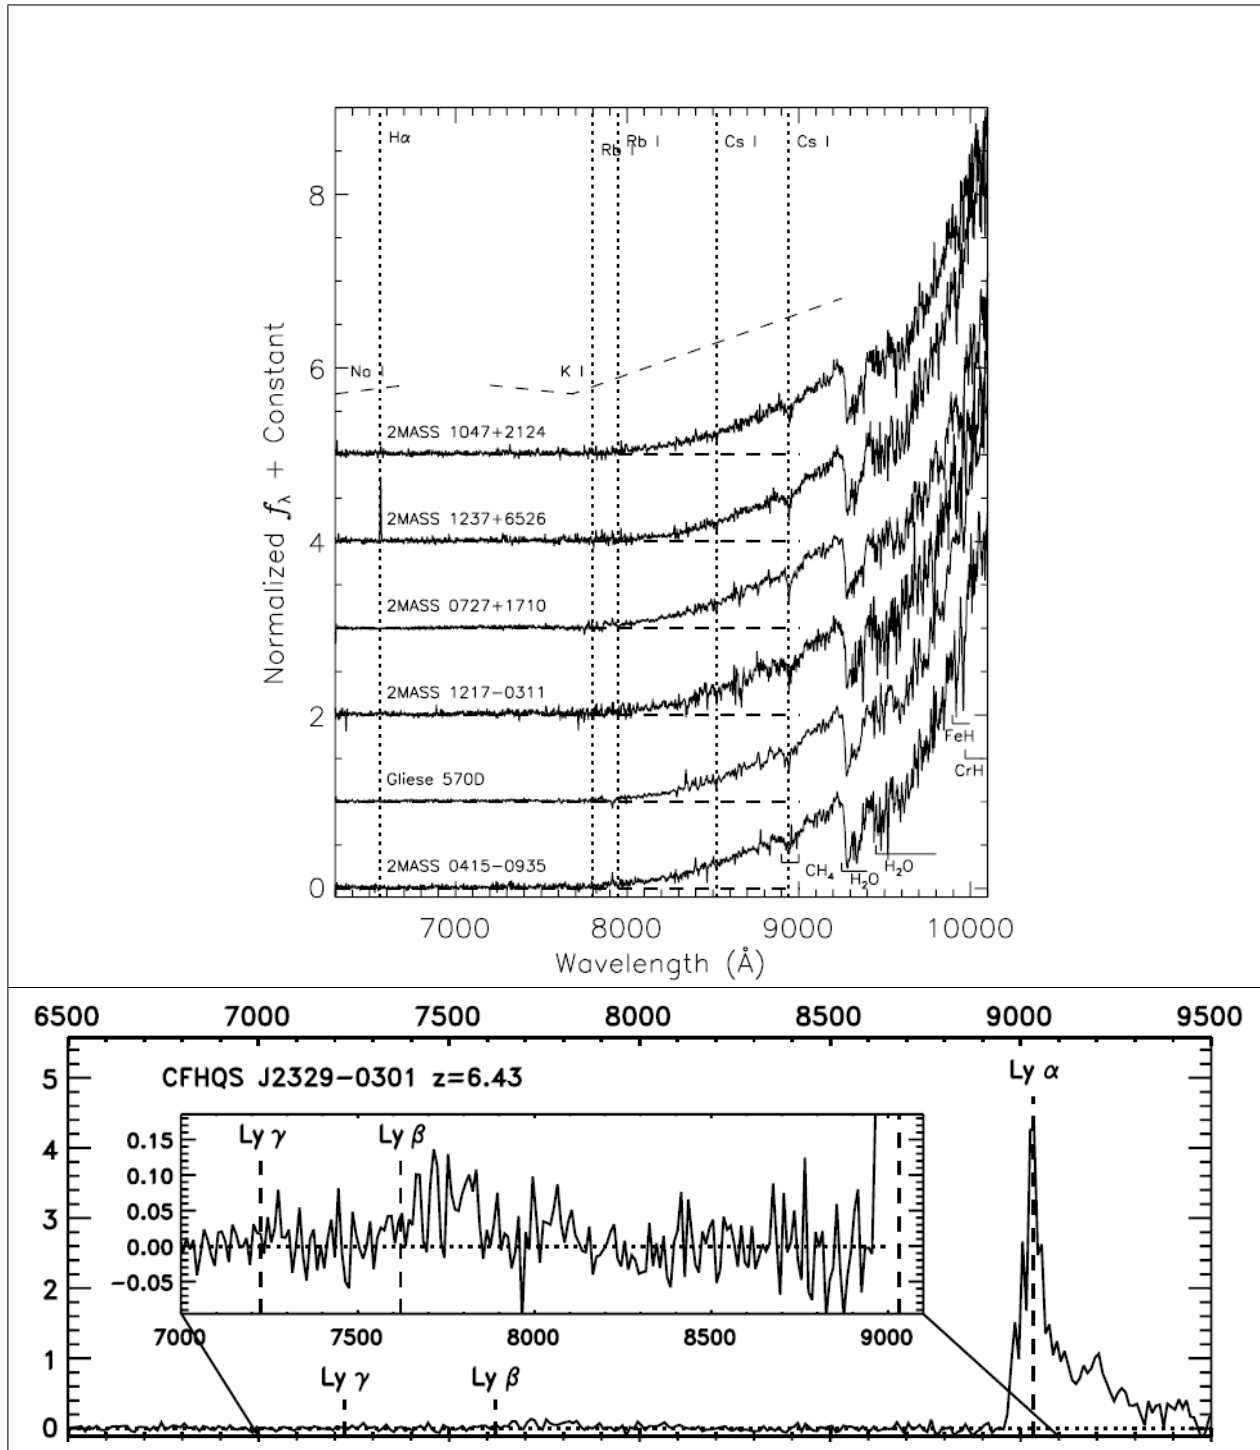 Hα
Rb I
Rb I
Cs I
Cs I
8
6
4
2
0
Normalized fλ + Constant
Na I
K I
2MASS 1047+2124
2MASS 1237+6526
2MASS 0727+1710
2MASS 1217−0311
Gliese 570D
2MASS 0415−0935
FeH
CrH
CH₄
H₂O
H₂O
7000 8000 9000 10000
Wavelength (Å)
6500 7000 7500 8000 8500 9000 9500
5
4
3
2
1
0
CFHQS J2329−0301 z=6.43
Ly α
Ly γ
Ly β
0.15
0.10
0.05
0.00
−0.05
7000 7500 8000 8500 9000
Ly γ
Ly β